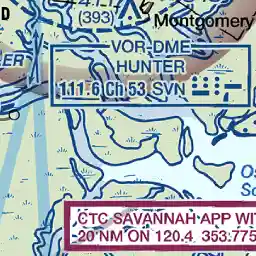 D
(393)
Montgomery
VOR-DME
HUNTER
111.6 Ch 53 SVN
CTC SAVANNAH APP WIT
20 NM ON 120.4 353.775